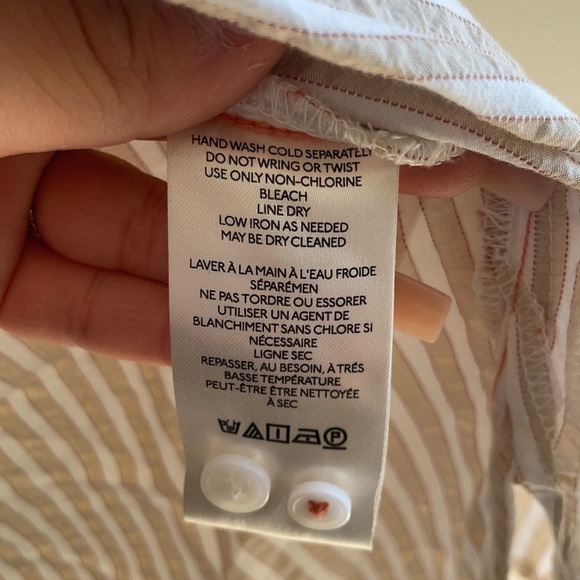 HAND WASH COLD SEPARATELY
DO NOT WRING OR TWIST
USE ONLY NON-CHLORINE
BLEACH
LINE DRY
LOW IRON AS NEEDED
MAY BE DRY CLEANED
LAVER À LA MAIN À L'EAU FROIDE
SÉPARÉMEN
NE PAS TORDRE OU ESSORER
UTILISER UN AGENT DE
BLANCHIMENT SANS CHLORE SI
NÉCESSAIRE
LIGNE SEC
REPASSER, AU BESOIN, À TRÉS
BASSE TEMPÉRATURE
PEUT-ÊTRE ÊTRE NETTOYÉE
À SEC
P